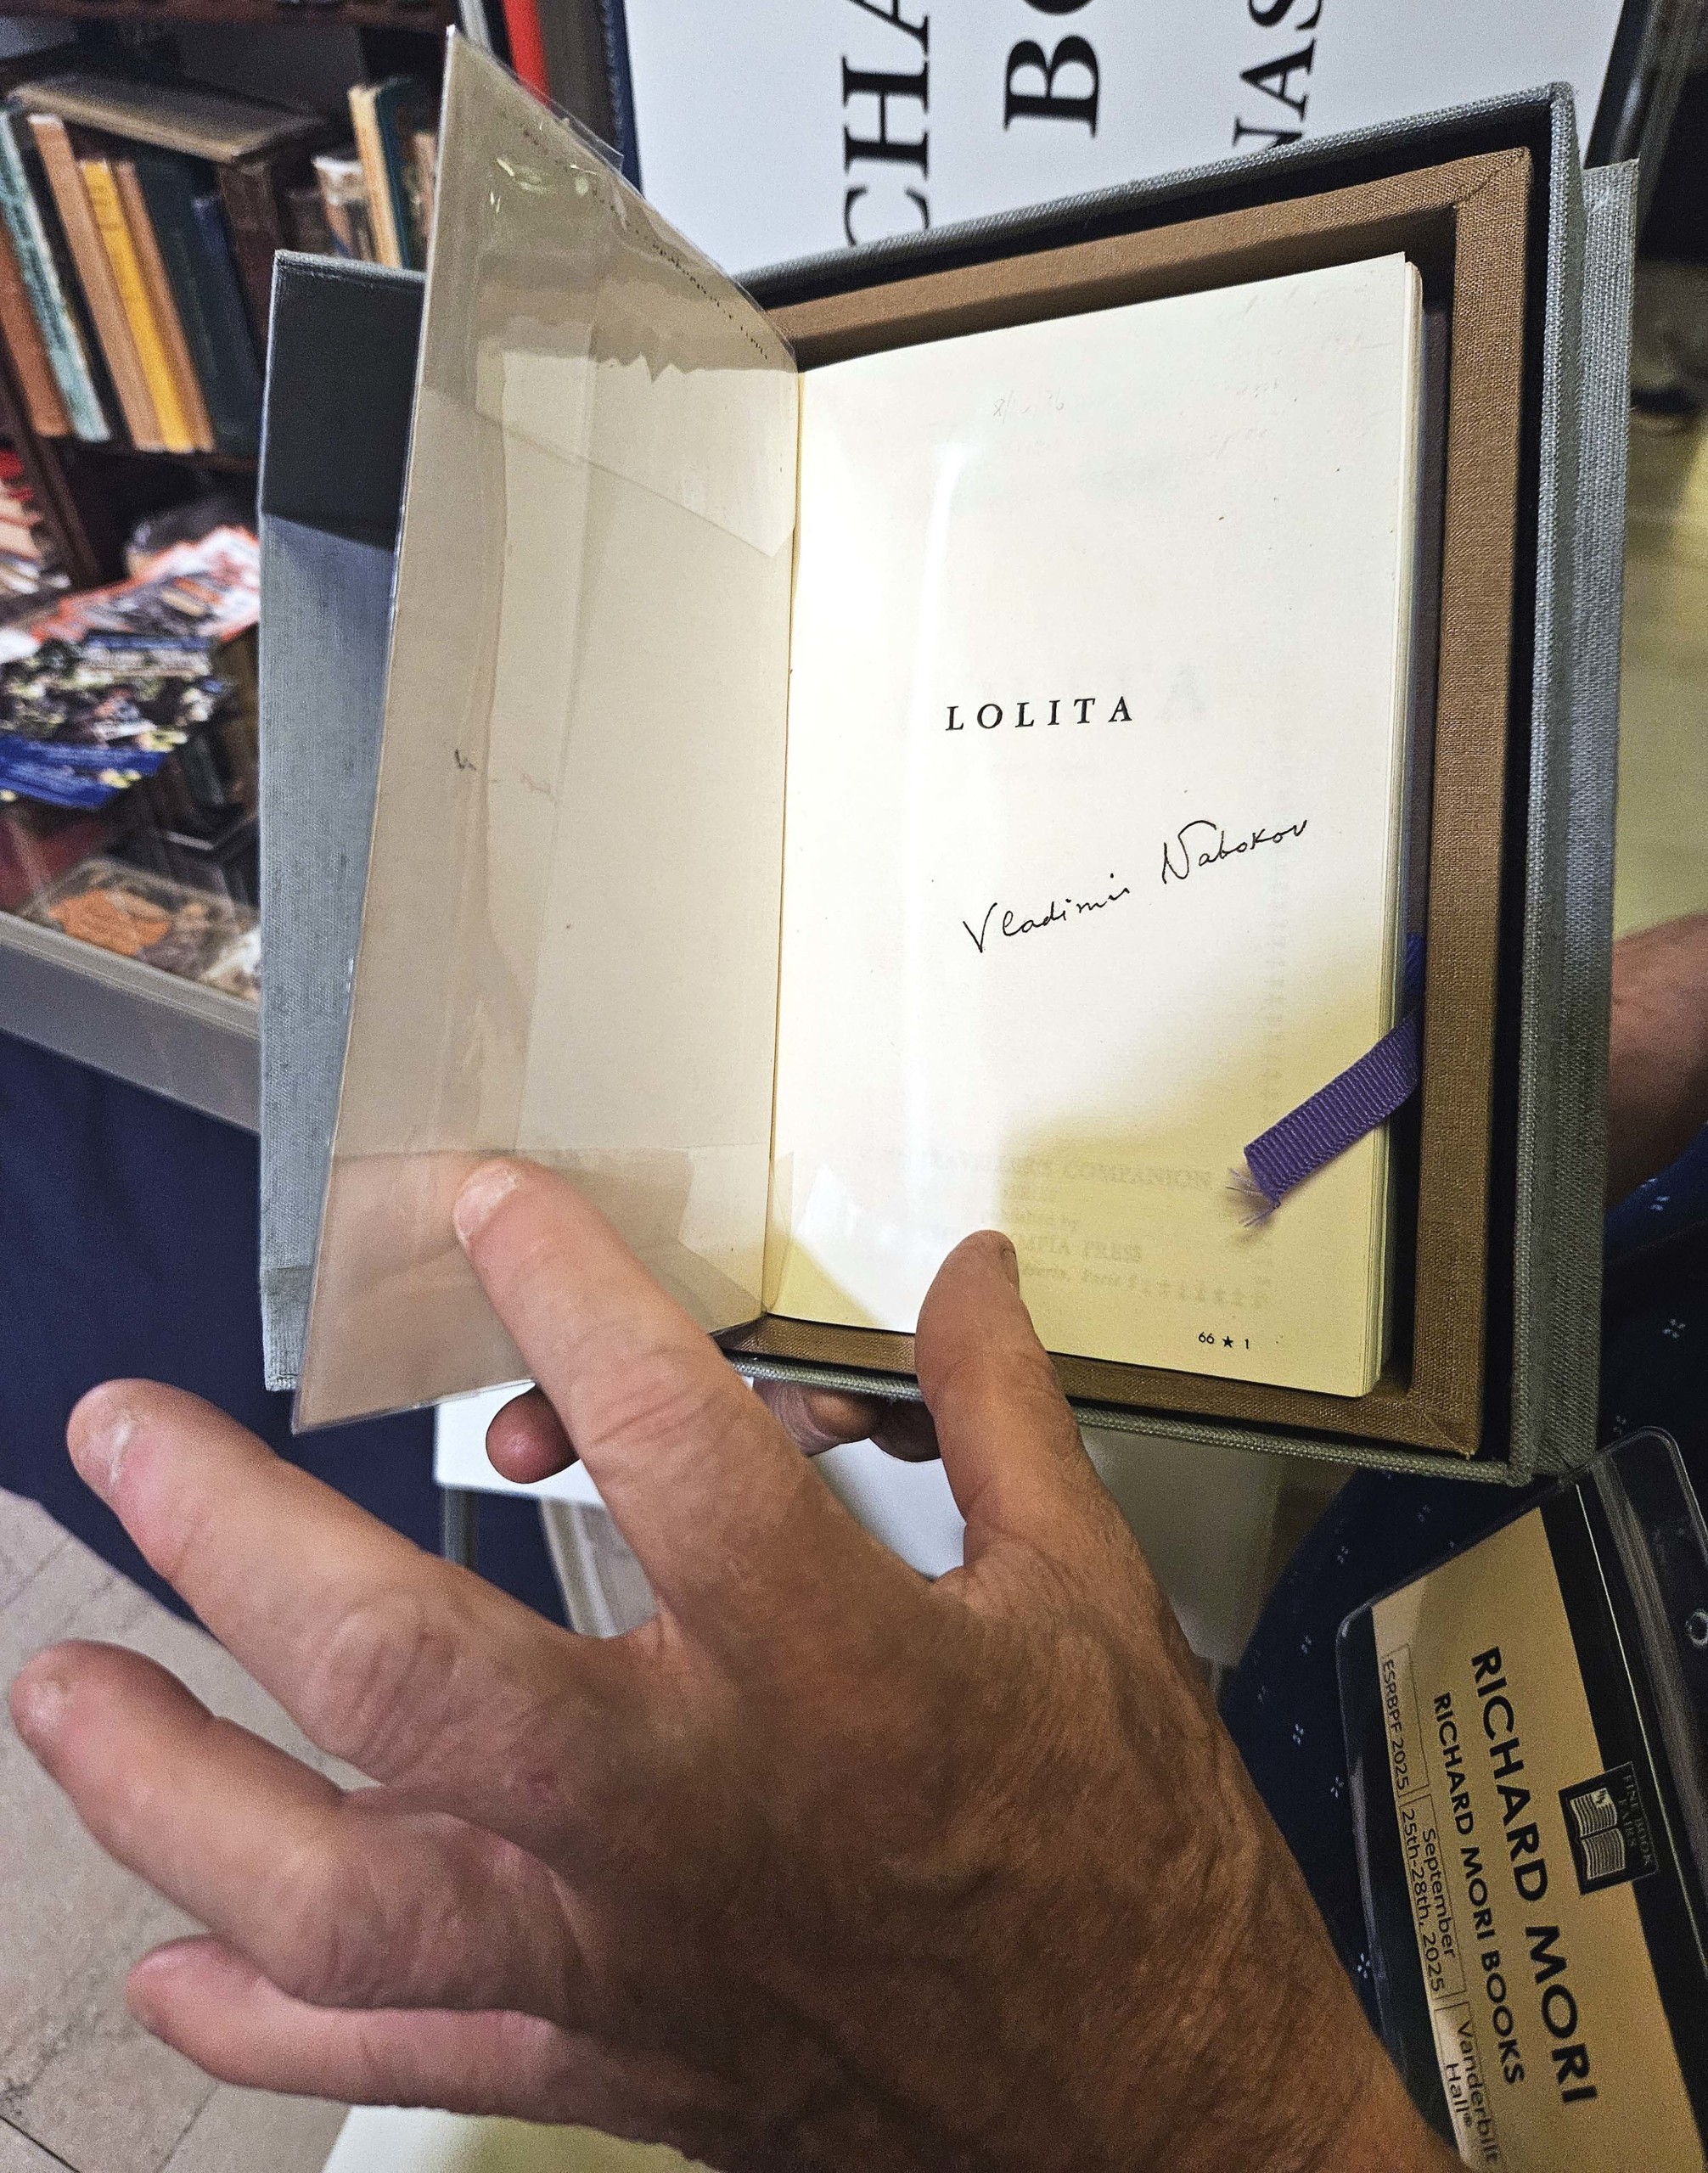 CHA
BO
NAS
LOLITA
Vladimir Nabokov
COMPANION
PRESS
66 ★ 1
RICHARD MORI
RICHARD MORI BOOKS
ESRBPF 2025
September
25th-28th, 2025
Vanderbilt
Hall®